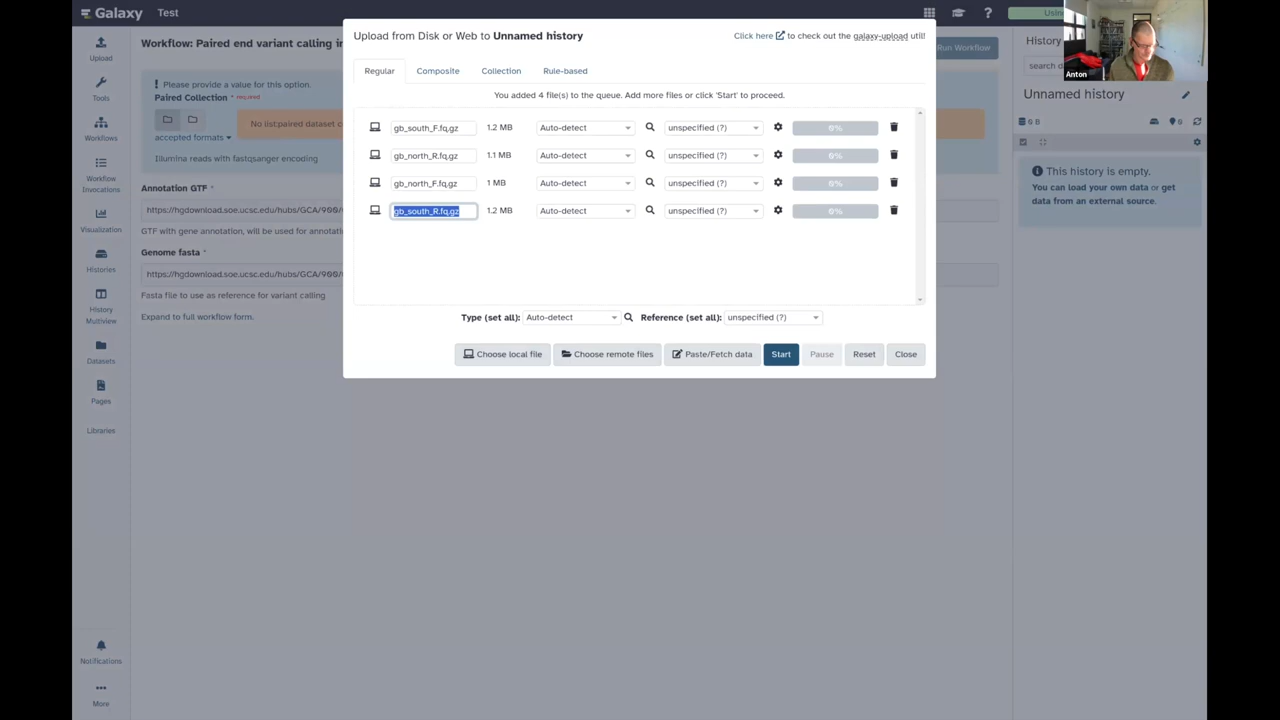 Galaxy
Test
Using
Upload
Tools
Workflows
Workflow
Invocations
Visualization
Histories
History
Multiview
Datasets
Pages
Libraries
Notifications
More
Workflow: Paired end variant calling in
Run Workflow
Please provide a value for this option.
Paired Collection * required
No list:paired dataset c
accepted formats
Illumina reads with fastqsanger encoding
Annotation GTF *
https://hgdownload.soe.ucsc.edu/hubs/GCA/900/
GTF with gene annotation, will be used for annotati
Genome fasta *
https://hgdownload.soe.ucsc.edu/hubs/GCA/900/
Fasta file to use as reference for variant calling
Expand to full workflow form.
Upload from Disk or Web to Unnamed history
Click here to check out the galaxy-upload util!
Regular Composite Collection Rule-based
You added 4 file(s) to the queue. Add more files or click 'Start' to proceed.
gb_south_F.fq.gz 1.2 MB Auto-detect unspecified (?) 0%
gb_north_R.fq.gz 1.1 MB Auto-detect unspecified (?) 0%
gb_north_F.fq.gz 1 MB Auto-detect unspecified (?) 0%
gb_south_R.fq.gz 1.2 MB Auto-detect unspecified (?) 0%
Type (set all): Auto-detect Reference (set all): unspecified (?)
Choose local file Choose remote files Paste/Fetch data Start Pause Reset Close
History
search da
Anton
Unnamed history
0 B
0
This history is empty.
You can load your own data or get
data from an external source.